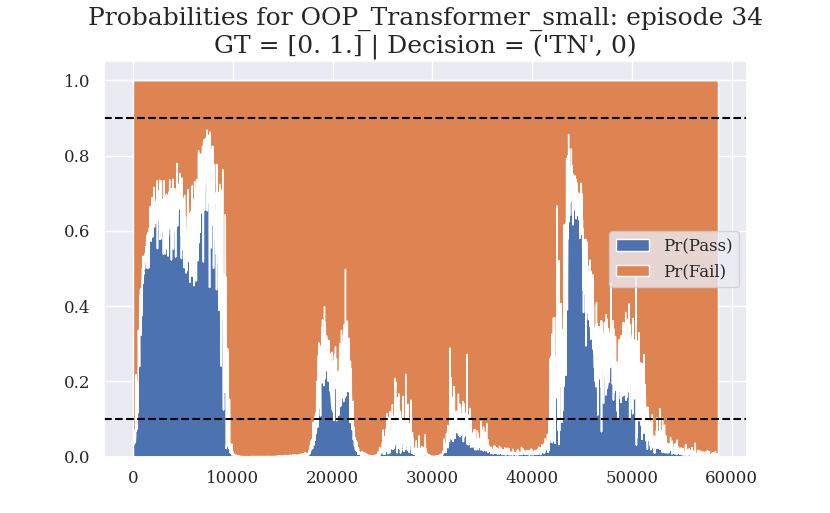 Probabilities for OOP_Transformer_small: episode 34
GT = [0. 1.] | Decision = ('TN', 0)
1.0
0.8
0.6
0.4
0.2
0.0
Pr(Pass)
Pr(Fail)
0 10000 20000 30000 40000 50000 60000